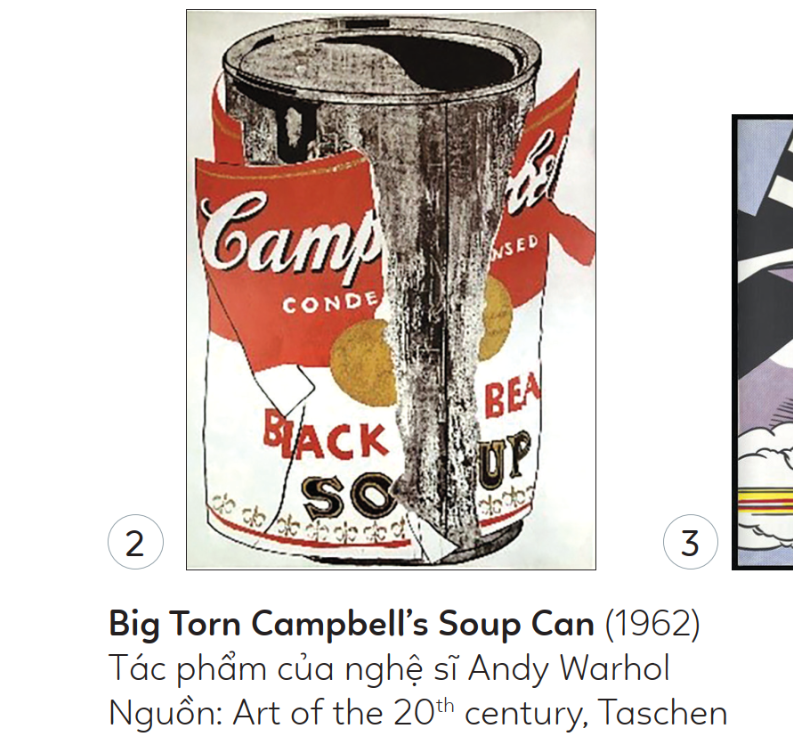 Camp bel
CONDE NSED
BLACK BEA
SO UP
2
3
Big Torn Campbell's Soup Can (1962)
Tác phẩm của nghệ sĩ Andy Warhol
Nguồn: Art of the 20th century, Taschen